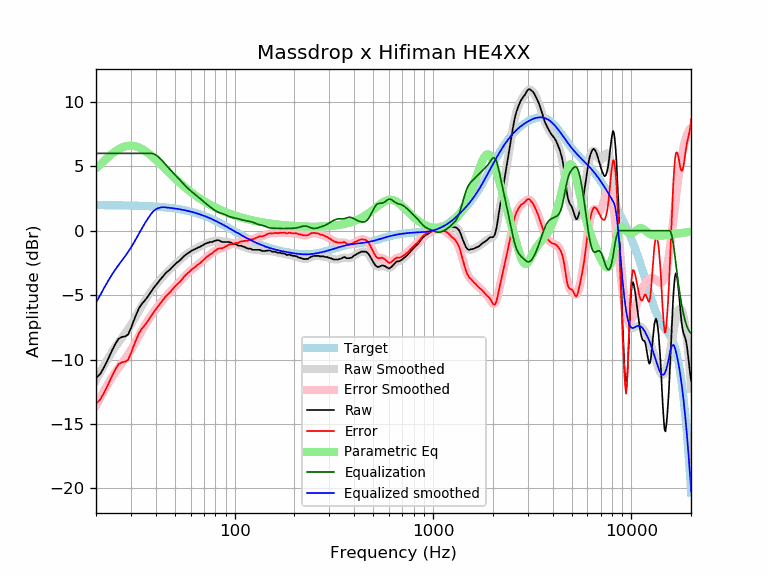 Massdrop x Hifiman HE4XX
Amplitude (dBr)
10
5
0
−5
−10
−15
−20
Target
Raw Smoothed
Error Smoothed
Raw
Error
Parametric Eq
Equalization
Equalized smoothed
100
1000
10000
Frequency (Hz)